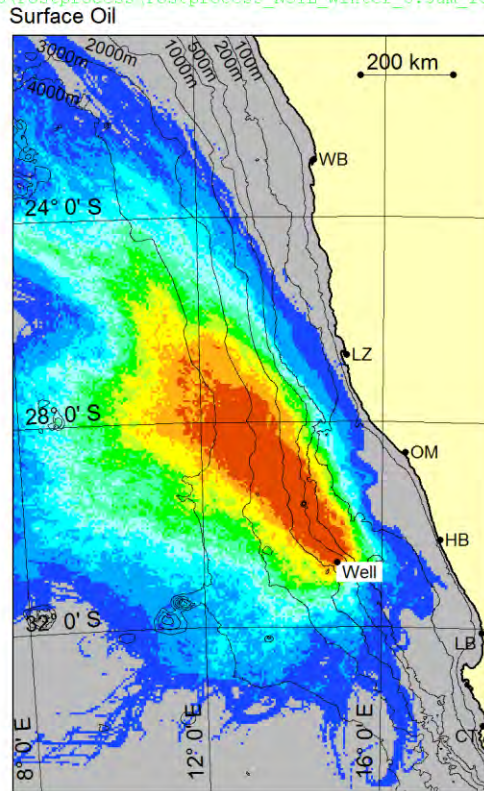 Surface Oil
3000m
2000m
1000m
500m
200m
100m
4000m
200 km
WB
24° 0' S
LZ
28° 0' S
OM
HB
Well
32° 0' S
LB
CT
8° 0' E
12° 0' E
16° 0' E